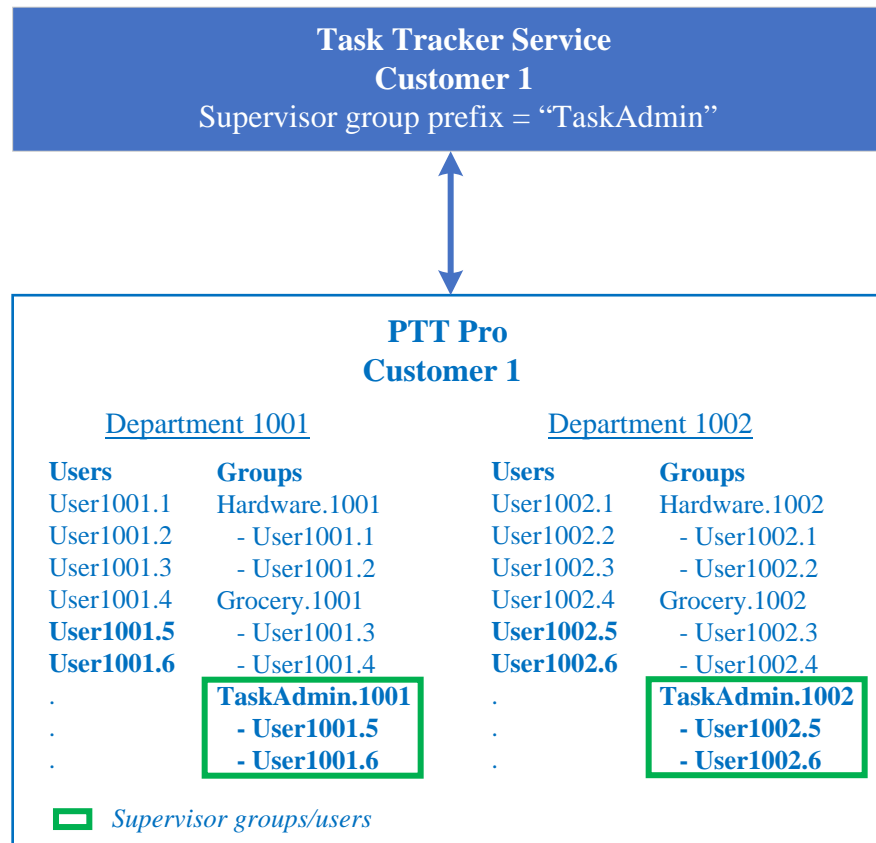 Task Tracker Service
Customer 1
Supervisor group prefix = “TaskAdmin”
PTT Pro
Customer 1
Department 1001
Users
User1001.1
User1001.2
User1001.3
User1001.4
User1001.5
User1001.6
.
.
.
Groups
Hardware.1001
- User1001.1
- User1001.2
Grocery.1001
- User1001.3
- User1001.4
TaskAdmin.1001
- User1001.5
- User1001.6
Department 1002
Users
User1002.1
User1002.2
User1002.3
User1002.4
User1002.5
User1002.6
.
.
.
Groups
Hardware.1002
- User1002.1
- User1002.2
Grocery.1002
- User1002.3
- User1002.4
TaskAdmin.1002
- User1002.5
- User1002.6
Supervisor groups/users